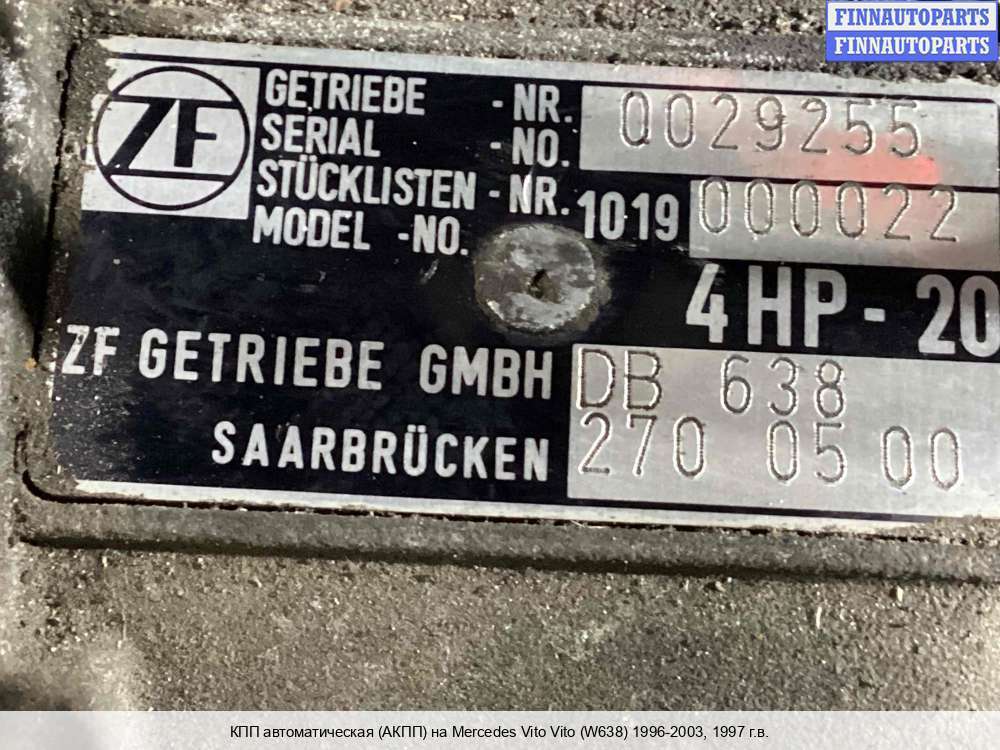 FINNAUTOPARTS
FINNAUTOPARTS
ZF
GETRIEBE - NR. 0029255
SERIAL - NO.
STÜCKLISTEN - NR. 1019 000022
MODEL - NO.
4 HP - 20
ZF GETRIEBE GMBH DB 638
SAARBRÜCKEN 270 05 00
КПП автоматическая (АКПП) на Mercedes Vito Vito (W638) 1996-2003, 1997 г.в.